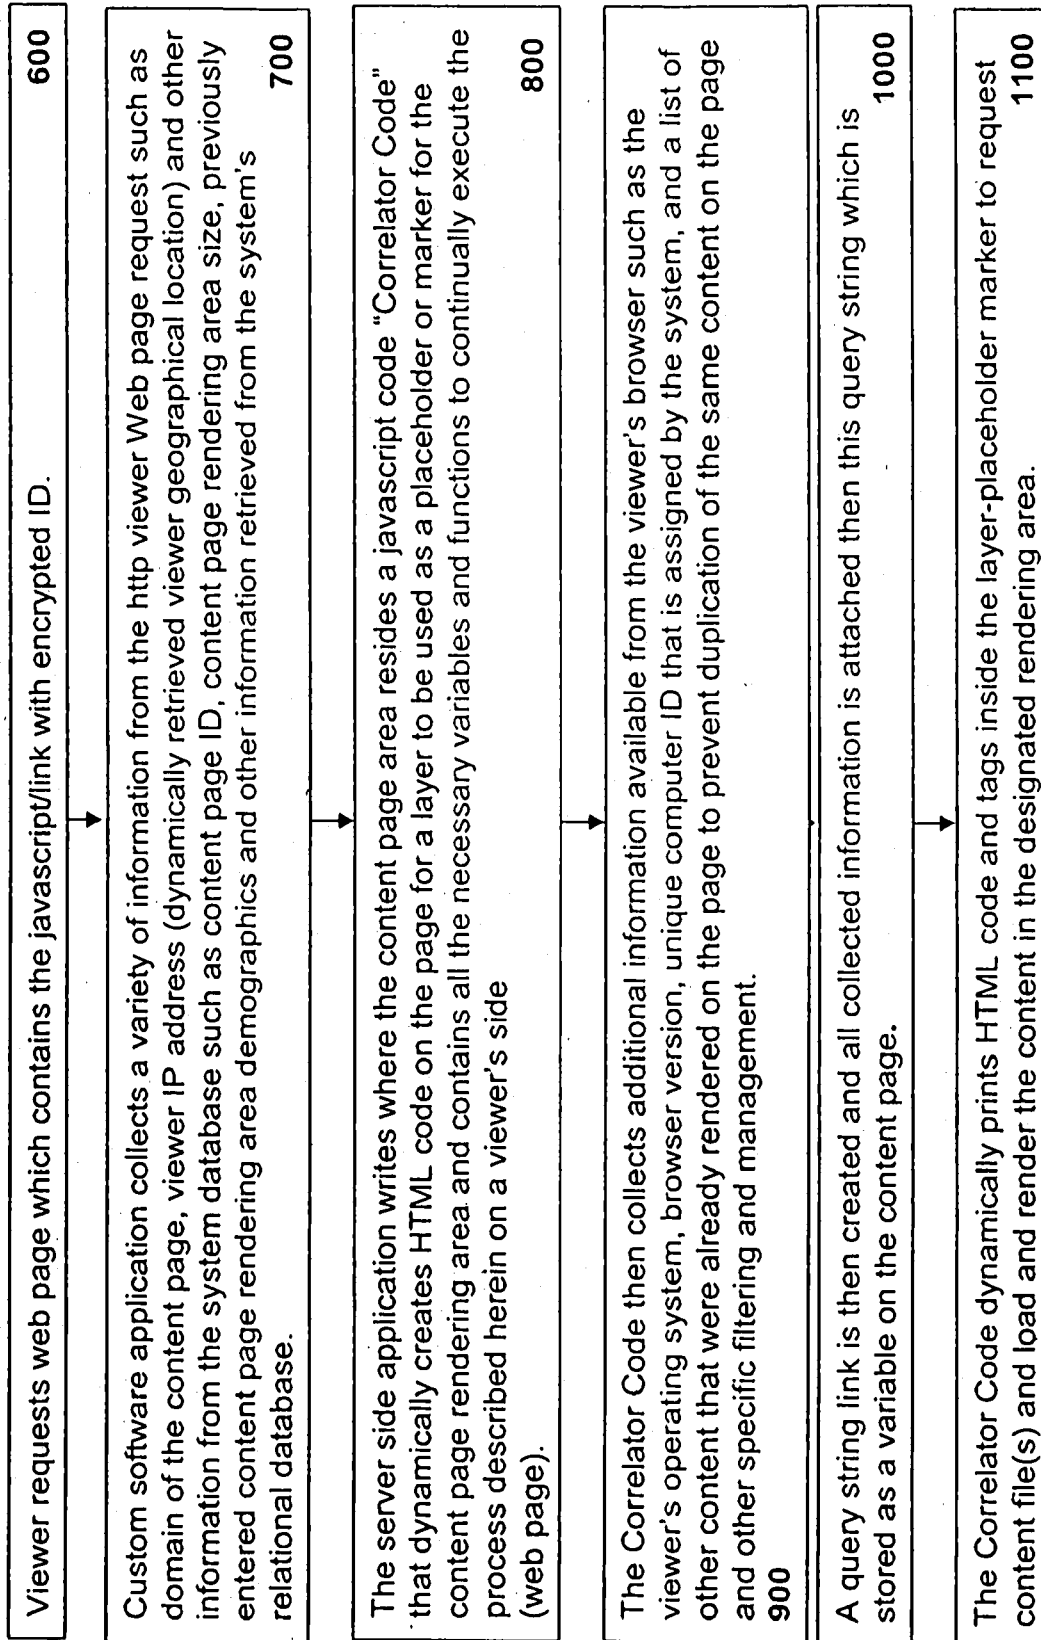 Viewer requests web page which contains the javascript/link with encrypted ID. 600
Custom software application collects a variety of information from the http viewer Web page request such as
domain of the content page, viewer IP address (dynamically retrieved viewer geographical location) and other
information from the system database such as content page ID, content page rendering area size, previously
entered content page rendering area demographics and other information retrieved from the system's
relational database. 700
The server side application writes where the content page area resides a javascript code "Correlator Code"
that dynamically creates HTML code on the page for a layer to be used as a placeholder or marker for the
content page rendering area and contains all the necessary variables and functions to continually execute the
process described herein on a viewer's side
(web page). 800
The Correlator Code then collects additional information available from the viewer's browser such as the
viewer's operating system, browser version, unique computer ID that is assigned by the system, and a list of
other content that were already rendered on the page to prevent duplication of the same content on the page
and other specific filtering and management.
900
A query string link is then created and all collected information is attached then this query string which is
stored as a variable on the content page. 1000
The Correlator Code dynamically prints HTML code and tags inside the layer-placeholder marker to request
content file(s) and load and render the content in the designated rendering area. 1100